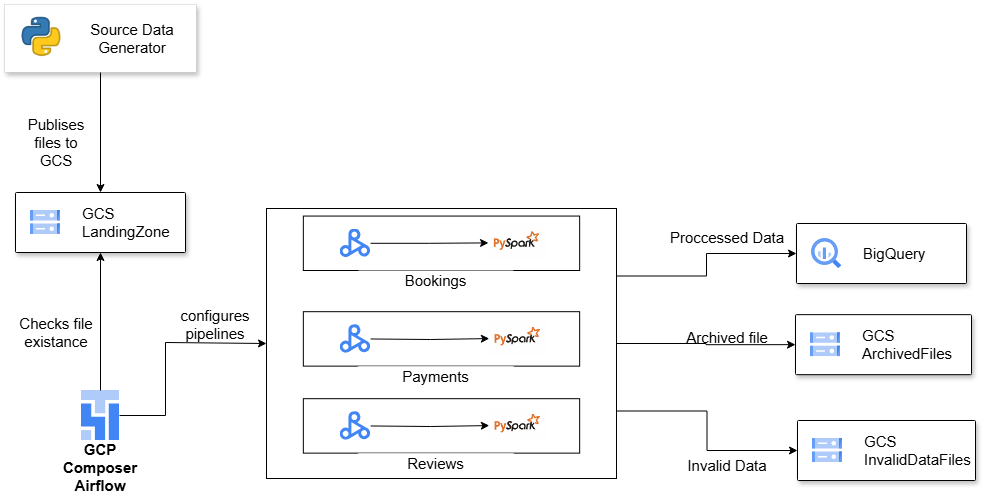 Source Data
Generator
Publises
files to
GCS
GCS
LandingZone
Checks file
existance
GCP
Composer
Airflow
configures
pipelines
PySpark
Bookings
PySpark
Payments
PySpark
Reviews
Proccessed Data
BigQuery
Archived file
GCS
ArchivedFiles
Invalid Data
GCS
InvalidDataFiles